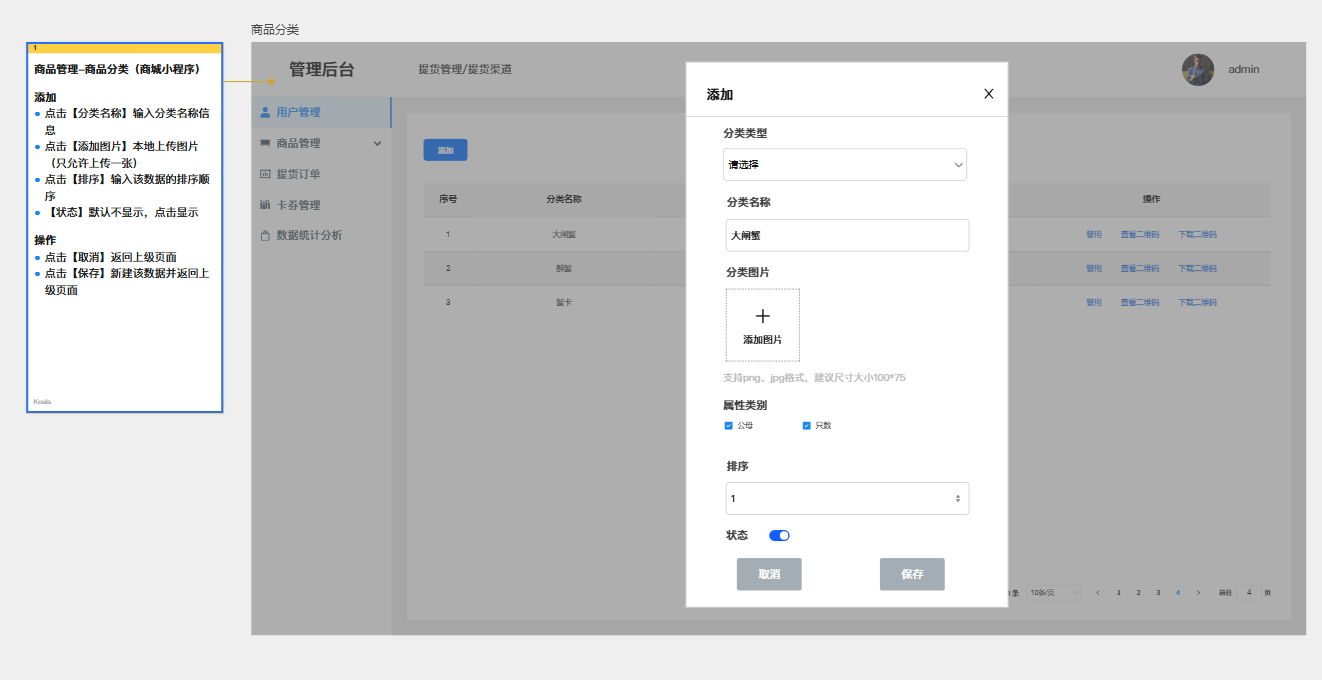 商品分类
1
商品管理-商品分类（商城小程序）
添加
点击【分类名称】输入分类名称信
息
点击【添加图片】本地上传图片
（只允许上传一张）
点击【排序】输入该数据的排序顺
序
【状态】默认不显示，点击显示
操作
点击【取消】返回上级页面
点击【保存】新建该数据并返回上
级页面
Koala
管理后台
提货管理/提货渠道
admin
用户管理
商品管理
提货订单
卡券管理
数据统计分析
添加
序号 分类名称 操作
1 大闸蟹 查看二维码 下载二维码
2 醉蟹 查看二维码 下载二维码
3 蟹卡 查看二维码 下载二维码
条 10条/页 < 1 2 3 4 > 前往 4 页
添加
X
分类类型
请选择
分类名称
大闸蟹
分类图片
添加图片
支持png、jpg格式，建议尺寸大小100*75
属性类别
公母 只数
排序
1
状态
取消 保存